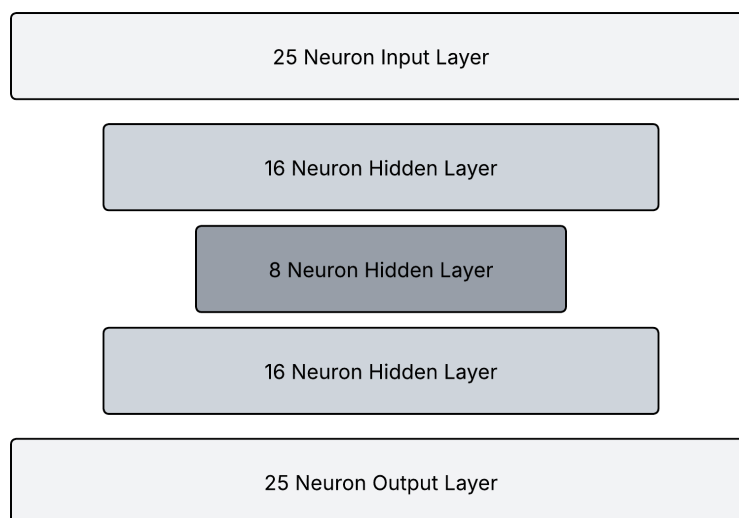 25 Neuron Input Layer
16 Neuron Hidden Layer
8 Neuron Hidden Layer
16 Neuron Hidden Layer
25 Neuron Output Layer